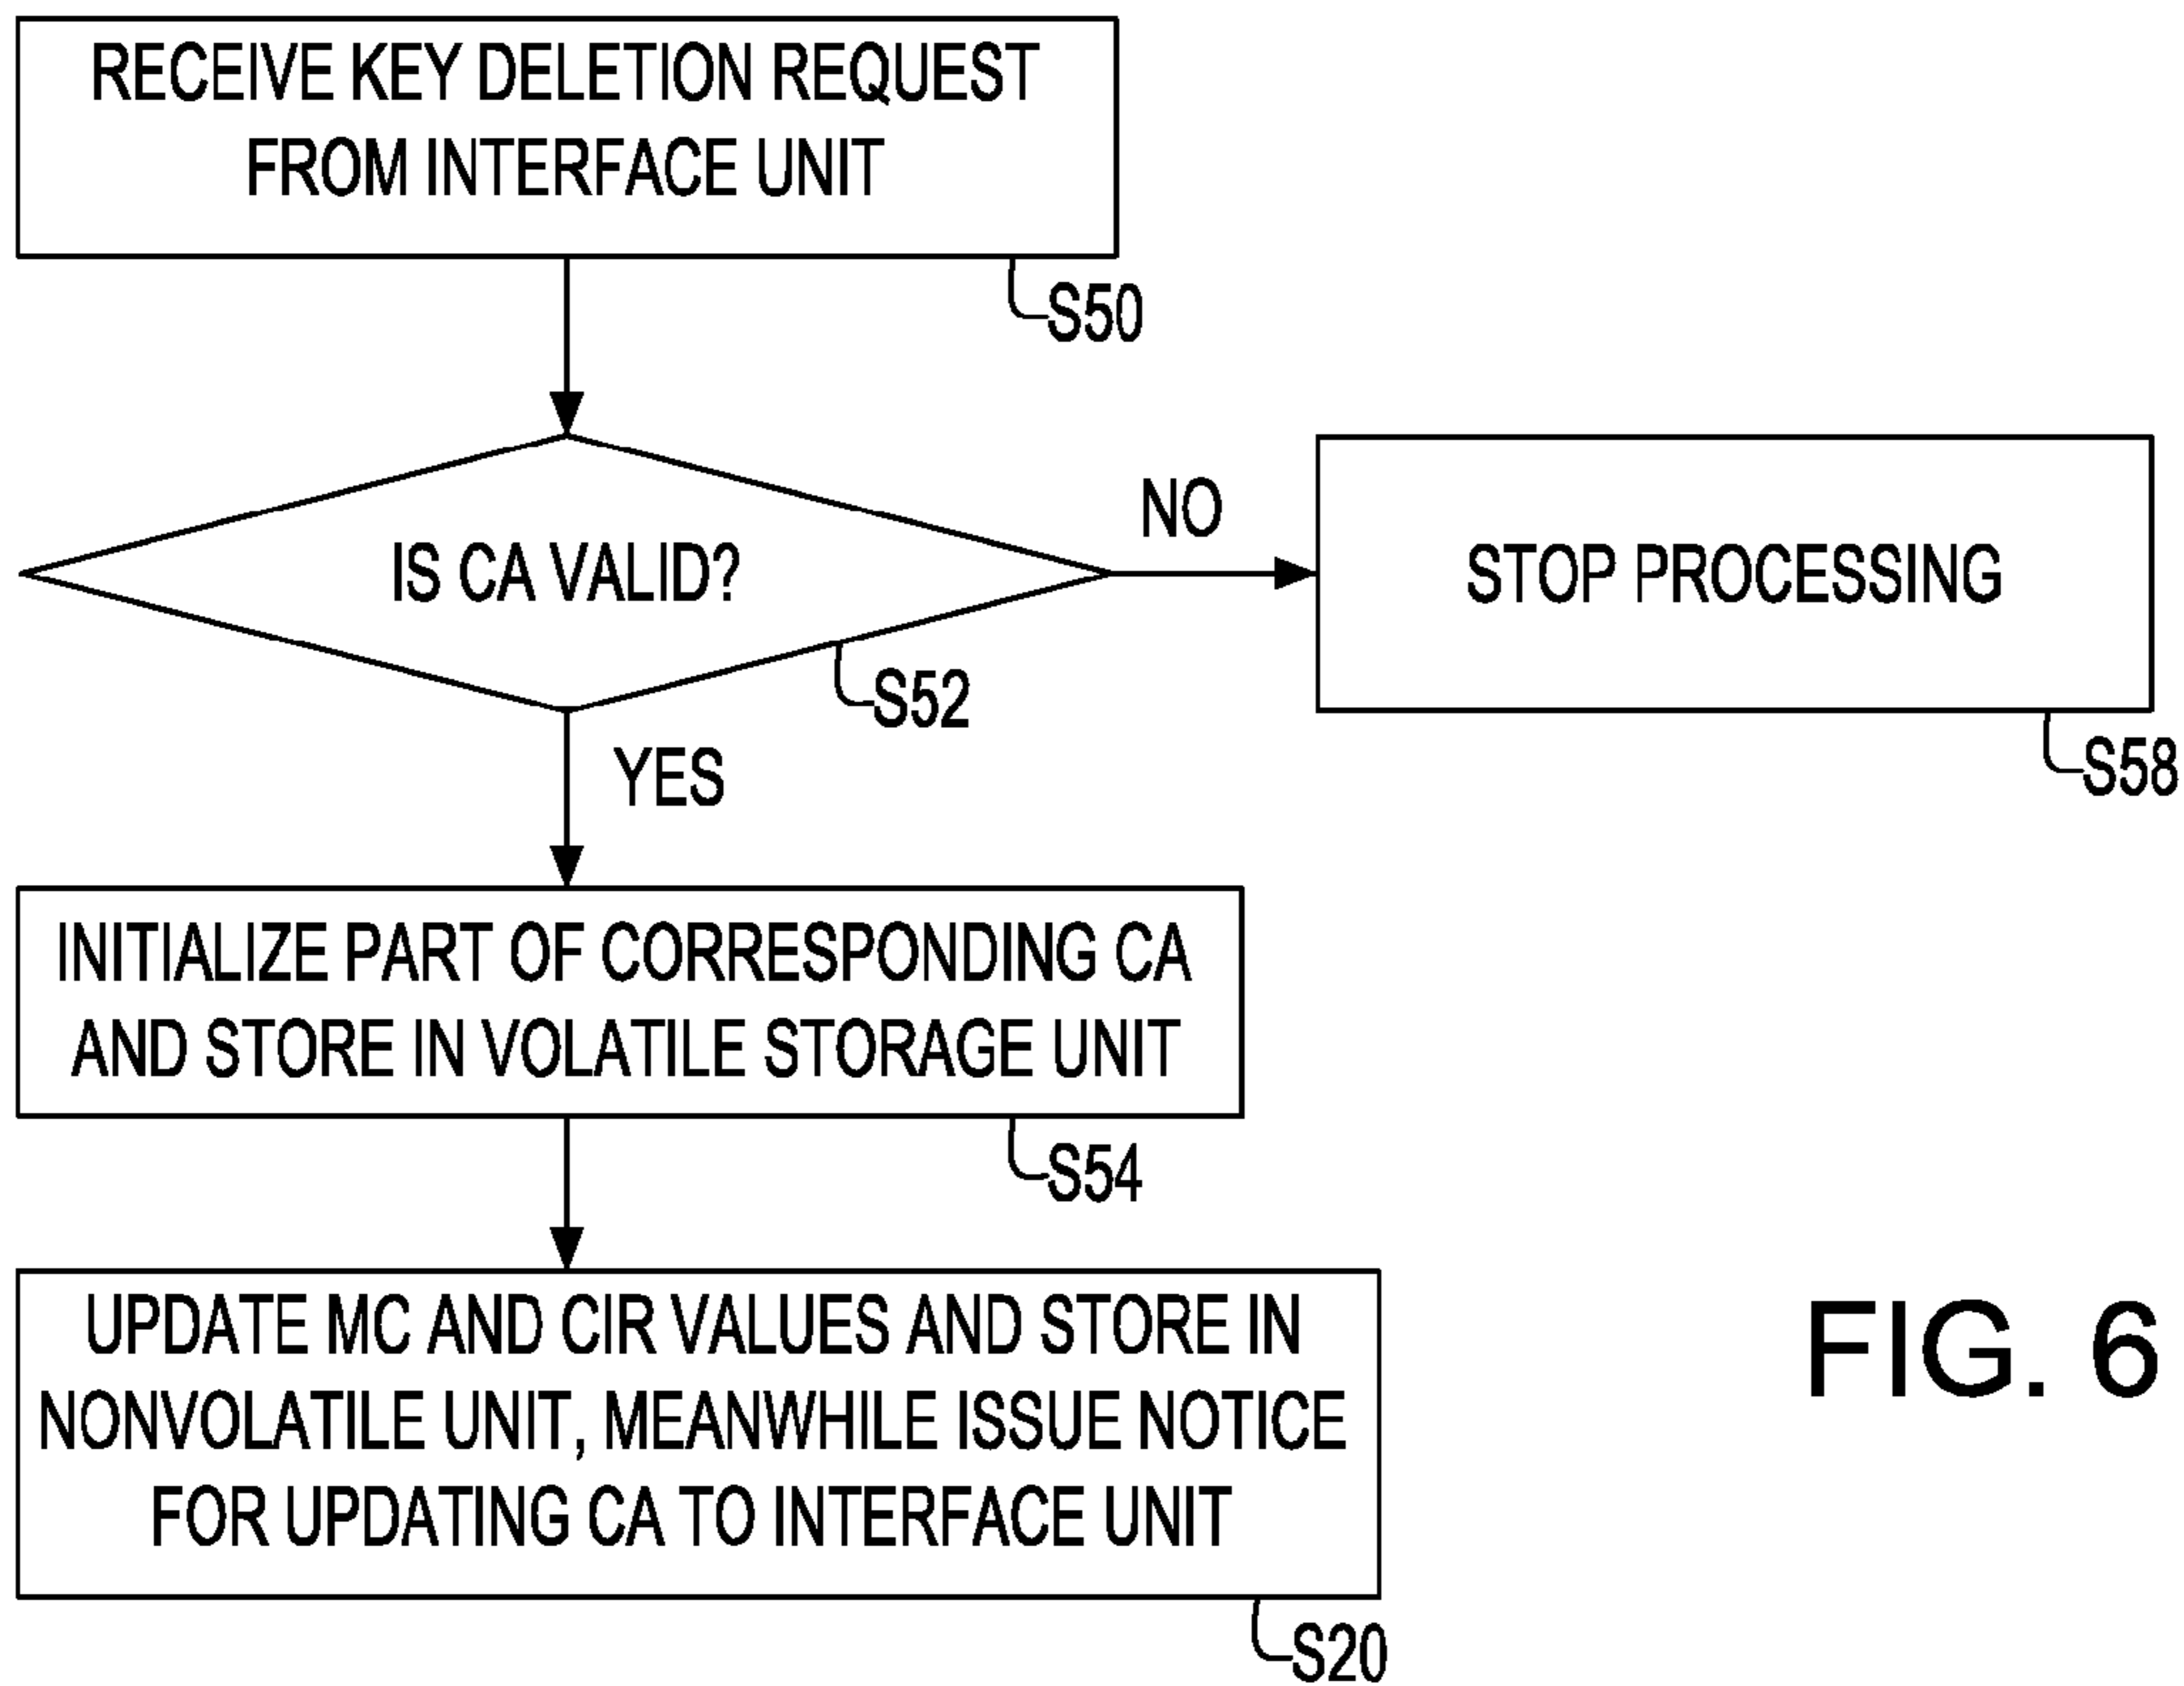 RECEIVE KEY DELETION REQUEST
FROM INTERFACE UNIT
S50
IS CA VALID?
NO
STOP PROCESSING
S52
S58
YES
INITIALIZE PART OF CORRESPONDING CA
AND STORE IN VOLATILE STORAGE UNIT
S54
UPDATE MC AND CIR VALUES AND STORE IN
NONVOLATILE UNIT, MEANWHILE ISSUE NOTICE
FOR UPDATING CA TO INTERFACE UNIT
S20
FIG. 6